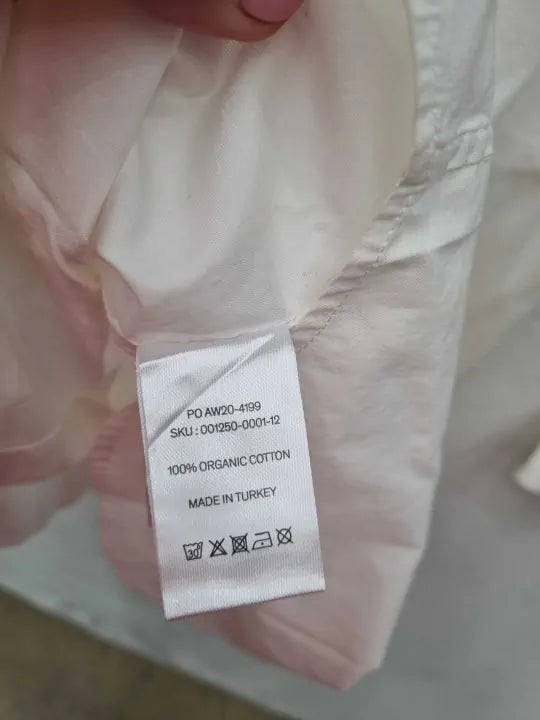 PO AW20-4199
SKU : 001250-0001-12
100% ORGANIC COTTON
MADE IN TURKEY
30°